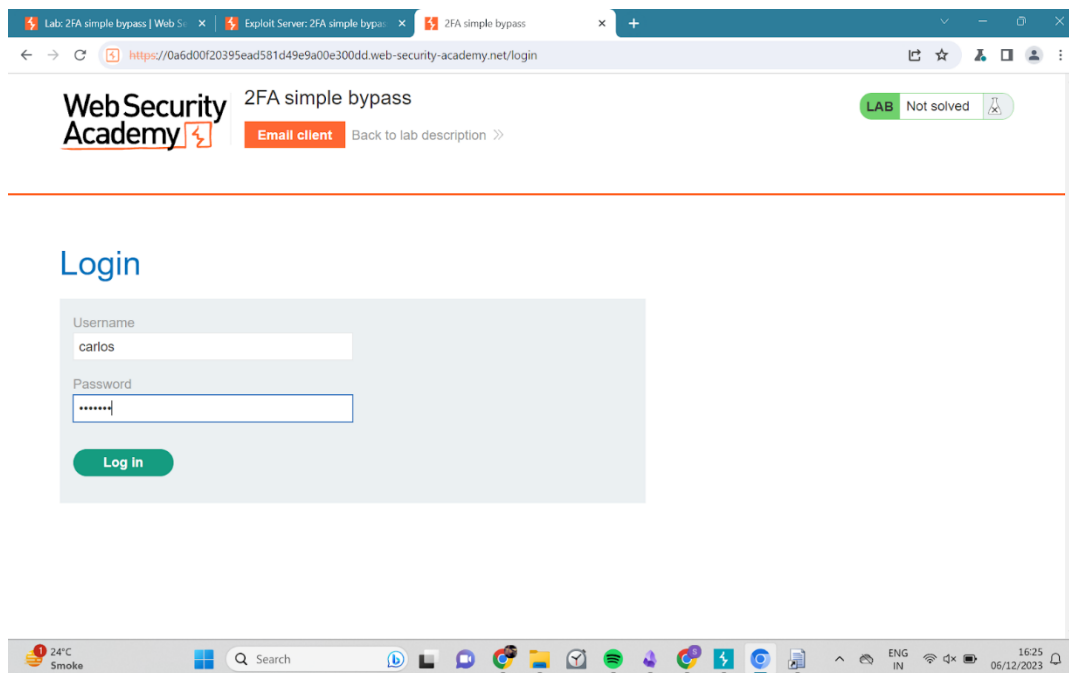 Lab: 2FA simple bypass | Web Se
Exploit Server: 2FA simple bypas
2FA simple bypass
https://0a6d00f20395ead581d49e9a00e300dd.web-security-academy.net/login
Web Security
Academy
2FA simple bypass
Email client Back to lab description
LAB Not solved
Login
Username
carlos
Password
•••••••
Log in
1
24°C
Smoke
Search
ENG
IN
16:25
06/12/2023